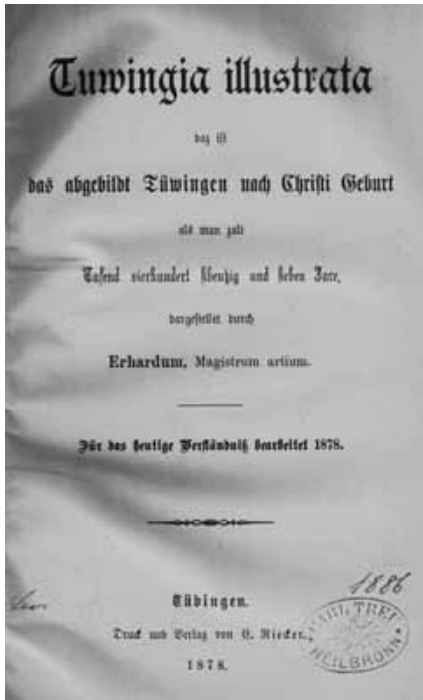 Tuwingia illustrata
daz ist
das abgebildt Tüwingen nach Christi Geburt
als man zalt
Tusend vierhundert sibentzig und sieben Jare,
dargestellet durch
Erhardum, Magistrum artium.
Für das heutige Verständniß bearbeitet 1878.
1886
Tübingen.
Druck und Verlag von E. Riecker.
1878.
HEILBRONN